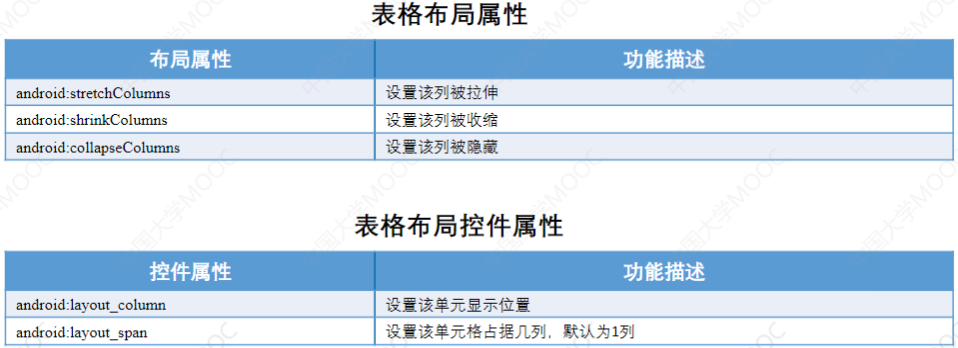 表格布局属性
布局属性 功能描述
android:stretchColumns 设置该列被拉伸
android:shrinkColumns 设置该列被收缩
android:collapseColumns 设置该列被隐藏
表格布局控件属性
控件属性 功能描述
android:layout_column 设置该单元显示位置
android:layout_span 设置该单元格占据几列，默认为1列
中国大学MOOC